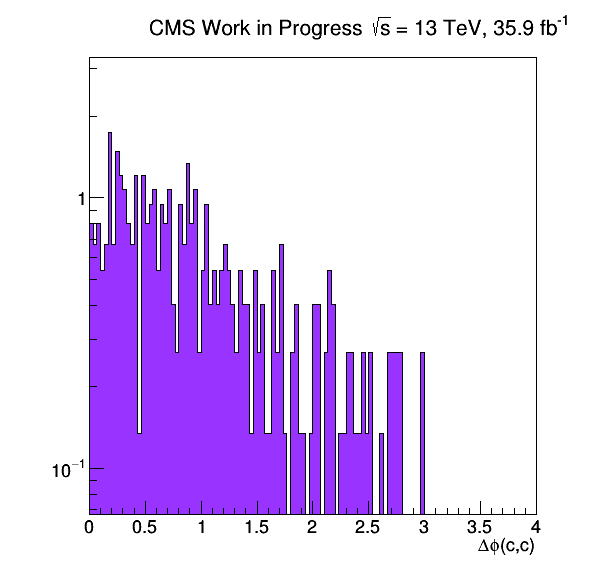 CMS Work in Progress √s = 13 TeV, 35.9 fb⁻¹
1
10⁻¹
0 0.5 1 1.5 2 2.5 3 3.5 4
Δϕ(c,c)